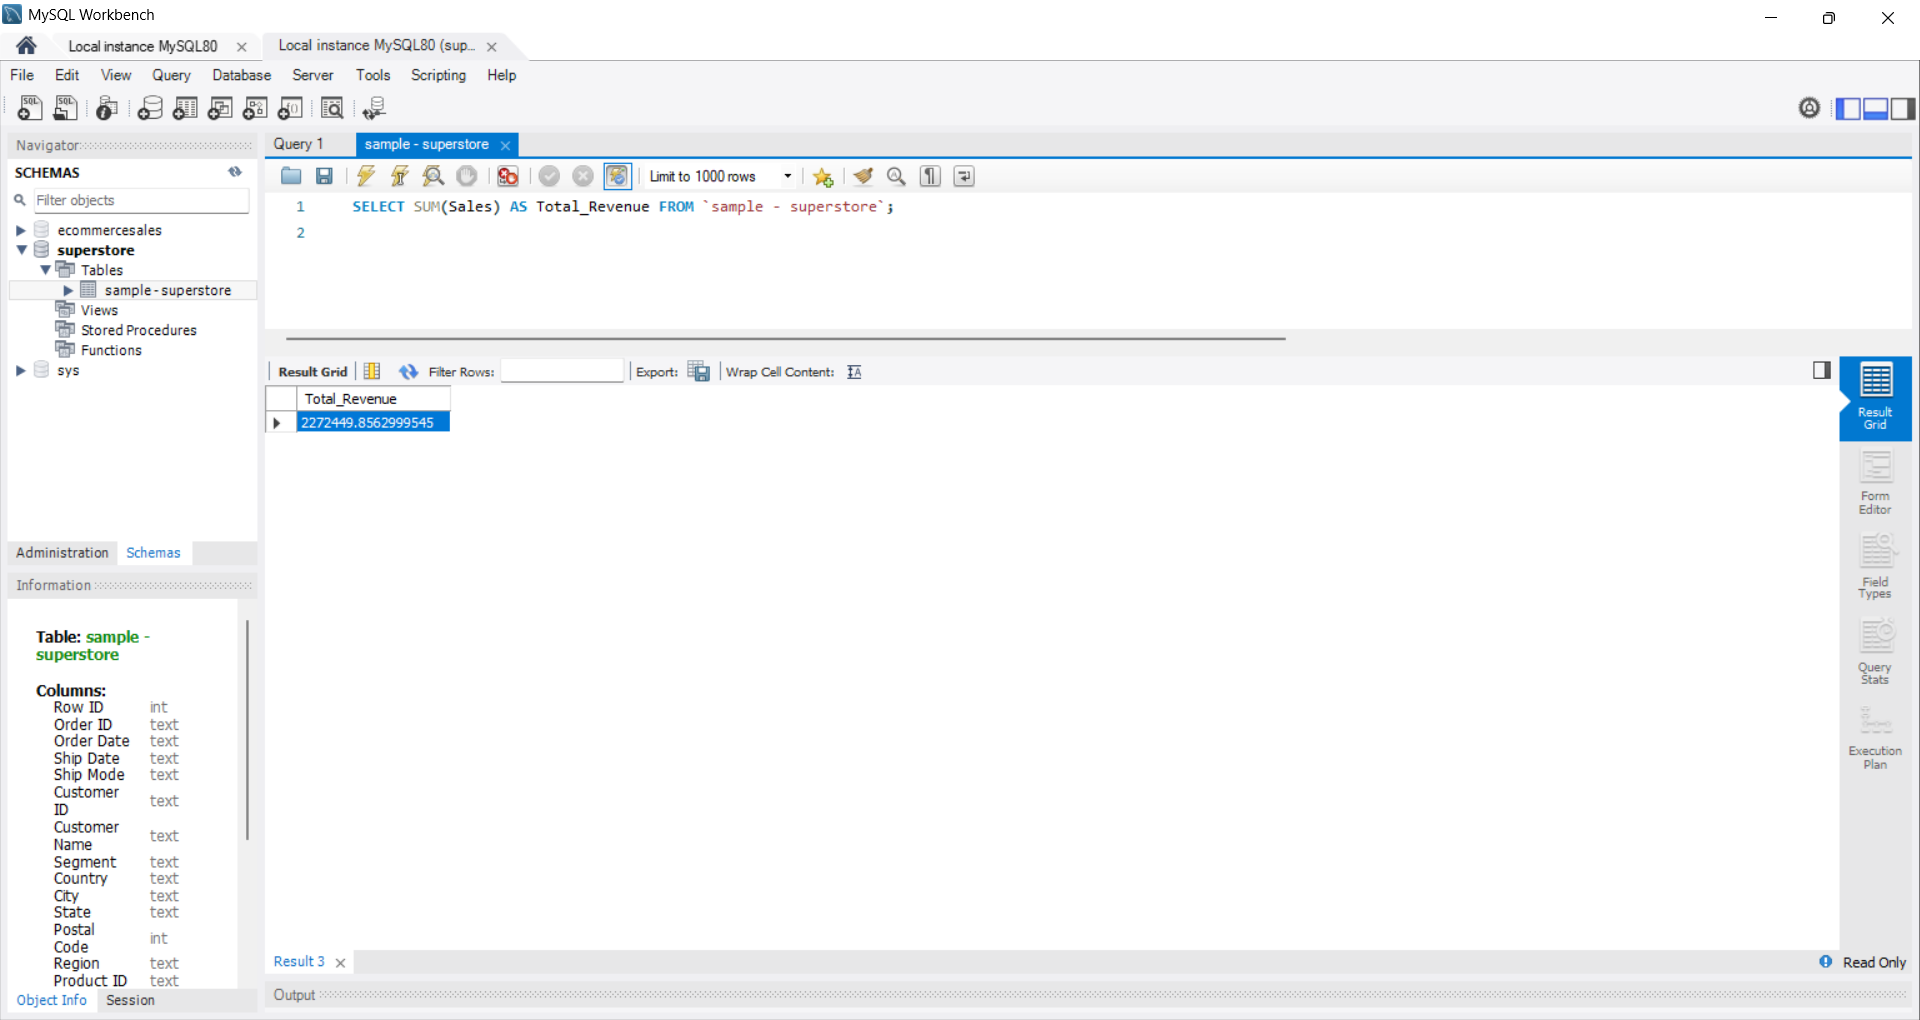 MySQL Workbench
Local instance MySQL80
Local instance MySQL80 (sup...
File Edit View Query Database Server Tools Scripting Help
Navigator
SCHEMAS
Filter objects
ecommercesales
superstore
Tables
sample - superstore
Views
Stored Procedures
Functions
sys
Administration Schemas
Information
Table: sample -
superstore
Columns:
Row ID int
Order ID text
Order Date text
Ship Date text
Ship Mode text
Customer
ID text
Customer
Name text
Segment text
Country text
City text
State text
Postal
Code int
Region text
Product ID text
Object Info Session
Query 1 sample - superstore
Limit to 1000 rows
1 SELECT SUM(Sales) AS Total_Revenue FROM `sample - superstore`;
2
Result Grid Filter Rows: Export: Wrap Cell Content:
Total_Revenue
2272449.8562999545
Result
Grid
Form
Editor
Field
Types
Query
Stats
Execution
Plan
Result 3
Read Only
Output